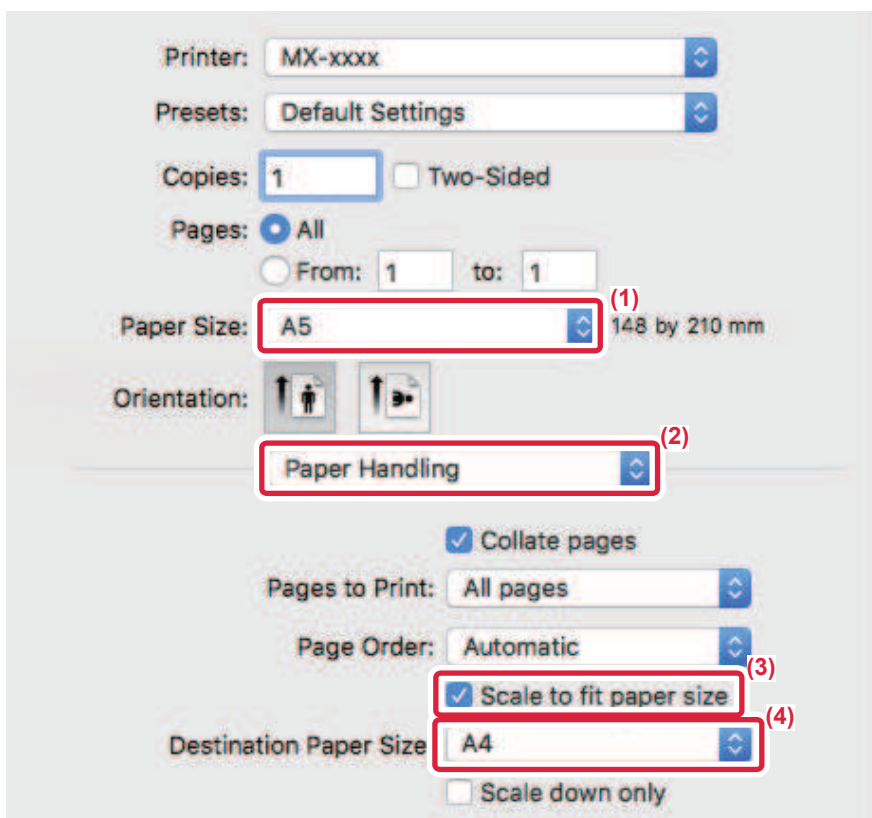 Printer: MX-xxxx
Presets: Default Settings
Copies: 1 Two-Sided
Pages: All
From: 1 to: 1
(1)
Paper Size: A5 148 by 210 mm
Orientation:
(2)
Paper Handling
Collate pages
Pages to Print: All pages
Page Order: Automatic
(3)
Scale to fit paper size
(4)
Destination Paper Size A4
Scale down only